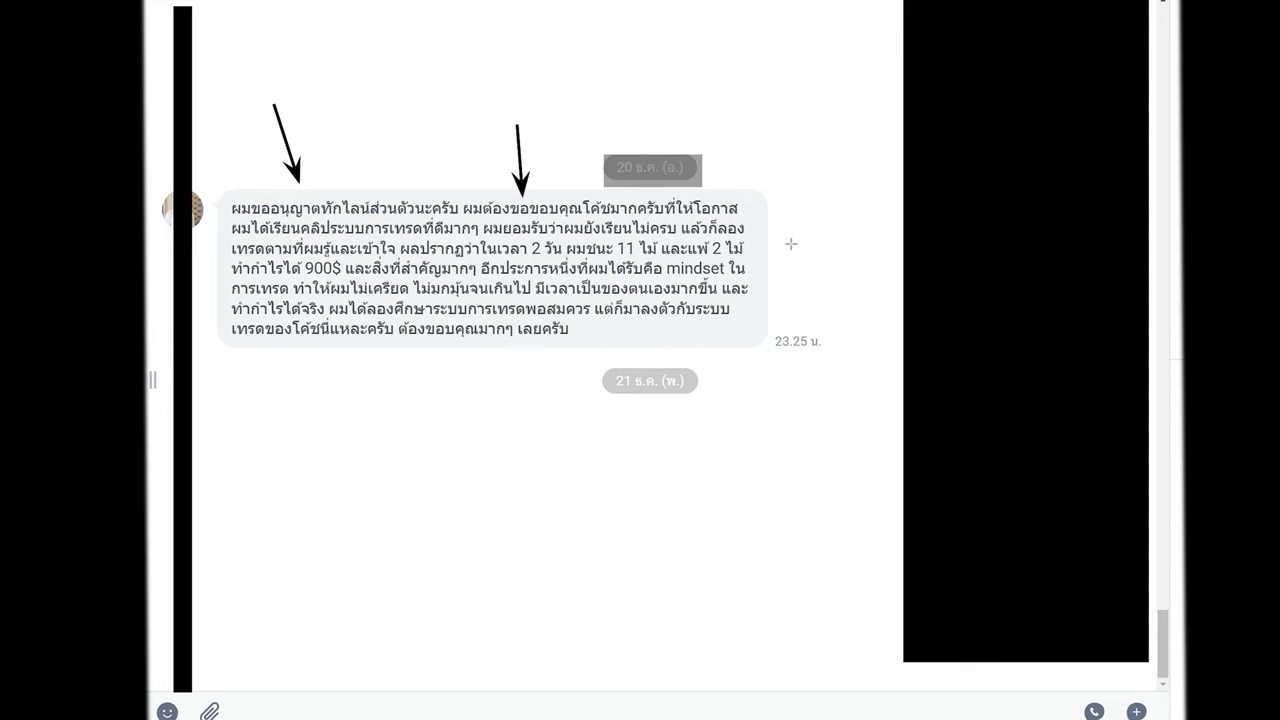 20 ธ.ค. (อ.)
ผมขออนุญาตทักไลน์ส่วนตัวนะครับ ผมต้องขอขอบคุณโค้ชมากครับที่ให้โอกาส
ผมได้เรียนคลิประบบการเทรดที่ดีมากๆ ผมยอมรับว่าผมยังเรียนไม่ครบ แล้วก็ลอง
เทรดตามที่ผมรู้และเข้าใจ ผลปรากฏว่าในเวลา 2 วัน ผมชนะ 11 ไม้ และแพ้ 2 ไม้
ทำกำไรได้ 900$ และสิ่งที่สำคัญมากๆ อีกประการหนึ่งที่ผมได้รับคือ mindset ใน
การเทรด ทำให้ผมไม่เครียด ไม่มกมุ้นจนเกินไป มีเวลาเป็นของตนเองมากขึ้น และ
ทำกำไรได้จริง ผมได้ลองศึกษาระบบการเทรดพอสมควร แต่ก็มาลงตัวกับระบบ
เทรดของโค้ชนี่แหละครับ ต้องขอบคุณมากๆ เลยครับ
23.25 น.
21 ธ.ค. (พ.)